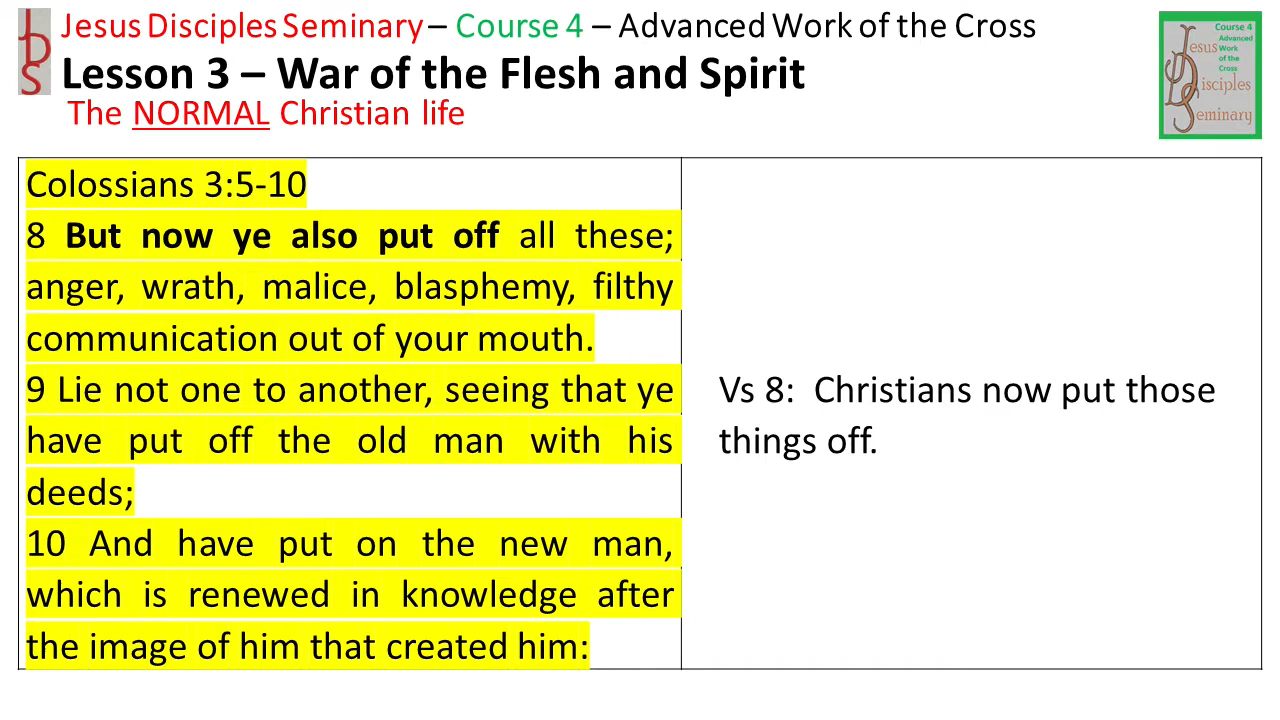 JDS
Jesus Disciples Seminary – Course 4 – Advanced Work of the Cross
Lesson 3 – War of the Flesh and Spirit
The NORMAL Christian life
Course 4
Advanced
Work
of the
Cross
Jesus
Disciples
Seminary
Colossians 3:5-10
8 But now ye also put off all these;
anger, wrath, malice, blasphemy, filthy
communication out of your mouth.
9 Lie not one to another, seeing that ye
have put off the old man with his
deeds;
10 And have put on the new man,
which is renewed in knowledge after
the image of him that created him:
Vs 8:  Christians now put those
things off.